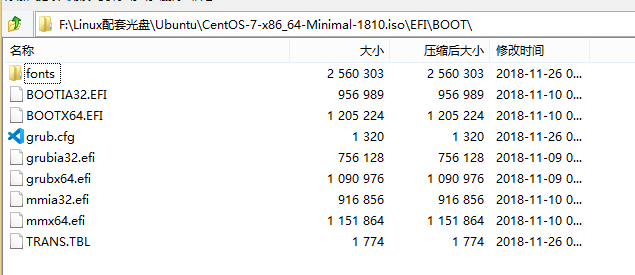 F:\Linux配套光盘\Ubuntu\CentOS-7-x86_64-Minimal-1810.iso\EFI\BOOT\
名称 大小 压缩后大小 修改时间
fonts 2 560 303 2 560 303 2018-11-26 0...
BOOTIA32.EFI 956 989 956 989 2018-11-10 0...
BOOTX64.EFI 1 205 224 1 205 224 2018-11-10 0...
grub.cfg 1 320 1 320 2018-11-26 0...
grubia32.efi 756 128 756 128 2018-11-09 0...
grubx64.efi 1 090 976 1 090 976 2018-11-09 0...
mmia32.efi 916 856 916 856 2018-11-10 0...
mmx64.efi 1 151 864 1 151 864 2018-11-10 0...
TRANS.TBL 1 774 1 774 2018-11-26 0...